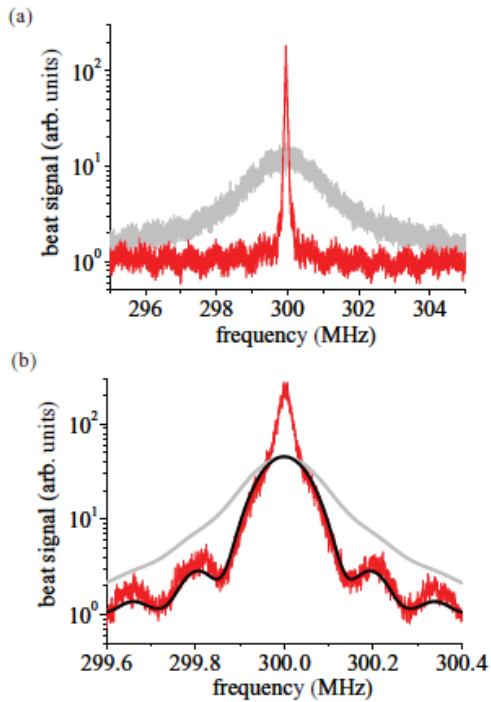 (a)
beat signal (arb. units)
10²
10¹
10⁰
296 298 300 302 304
frequency (MHz)
(b)
beat signal (arb. units)
10²
10¹
10⁰
299.6 299.8 300.0 300.2 300.4
frequency (MHz)